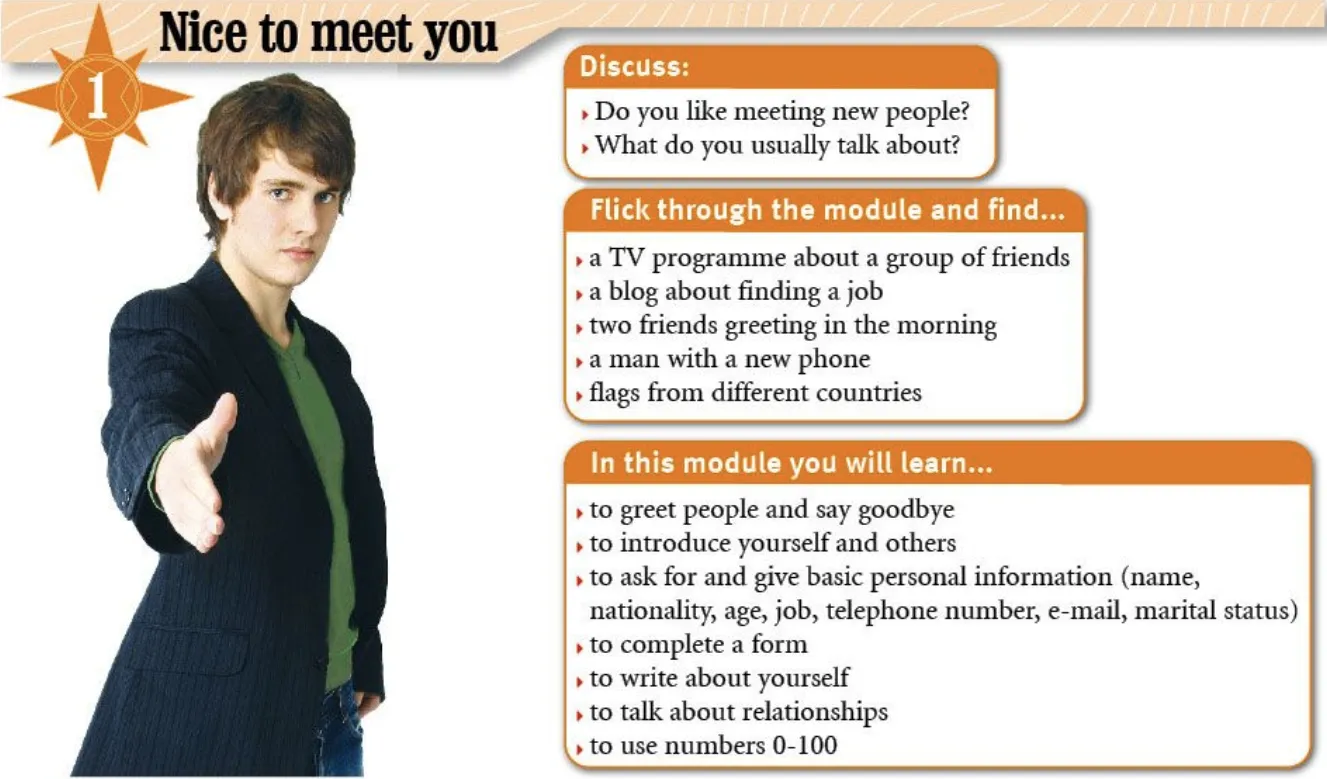 1
Nice to meet you
Discuss:
Do you like meeting new people?
What do you usually talk about?
Flick through the module and find...
a TV programme about a group of friends
a blog about finding a job
two friends greeting in the morning
a man with a new phone
flags from different countries
In this module you will learn...
to greet people and say goodbye
to introduce yourself and others
to ask for and give basic personal information (name,
nationality, age, job, telephone number, e-mail, marital status)
to complete a form
to write about yourself
to talk about relationships
to use numbers 0-100